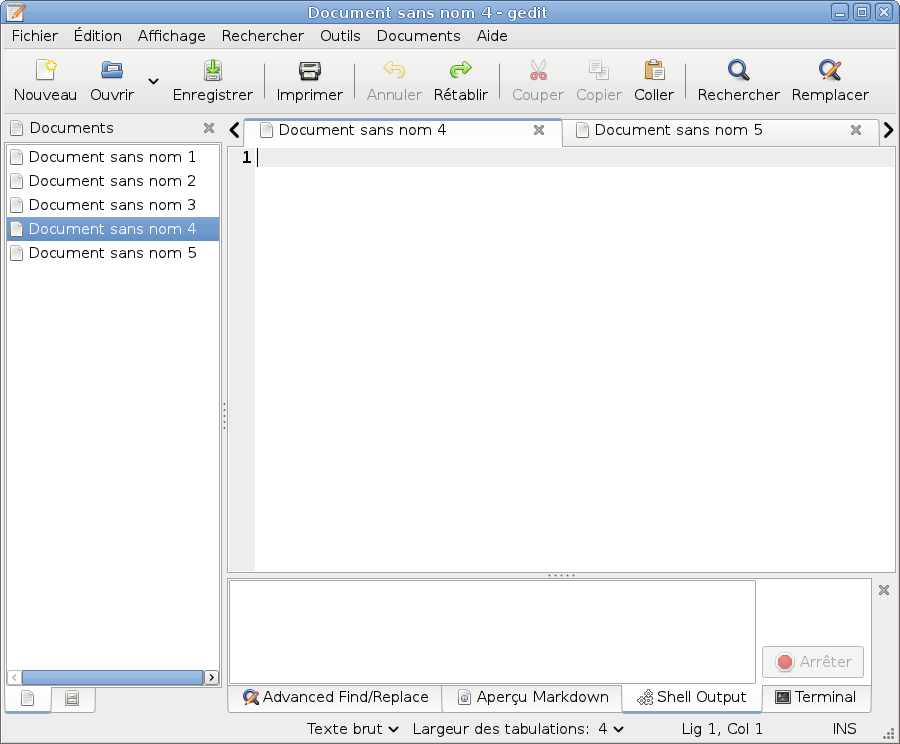 Document sans nom 4 - gedit
Fichier Édition Affichage Rechercher Outils Documents Aide
Nouveau Ouvrir Enregistrer Imprimer Annuler Rétablir Couper Copier Coller Rechercher Remplacer
Documents
Document sans nom 4 Document sans nom 5
Document sans nom 1
Document sans nom 2
Document sans nom 3
Document sans nom 4
Document sans nom 5
1
Arrêter
Advanced Find/Replace Aperçu Markdown Shell Output Terminal
Texte brut Largeur des tabulations: 4 Lig 1, Col 1 INS